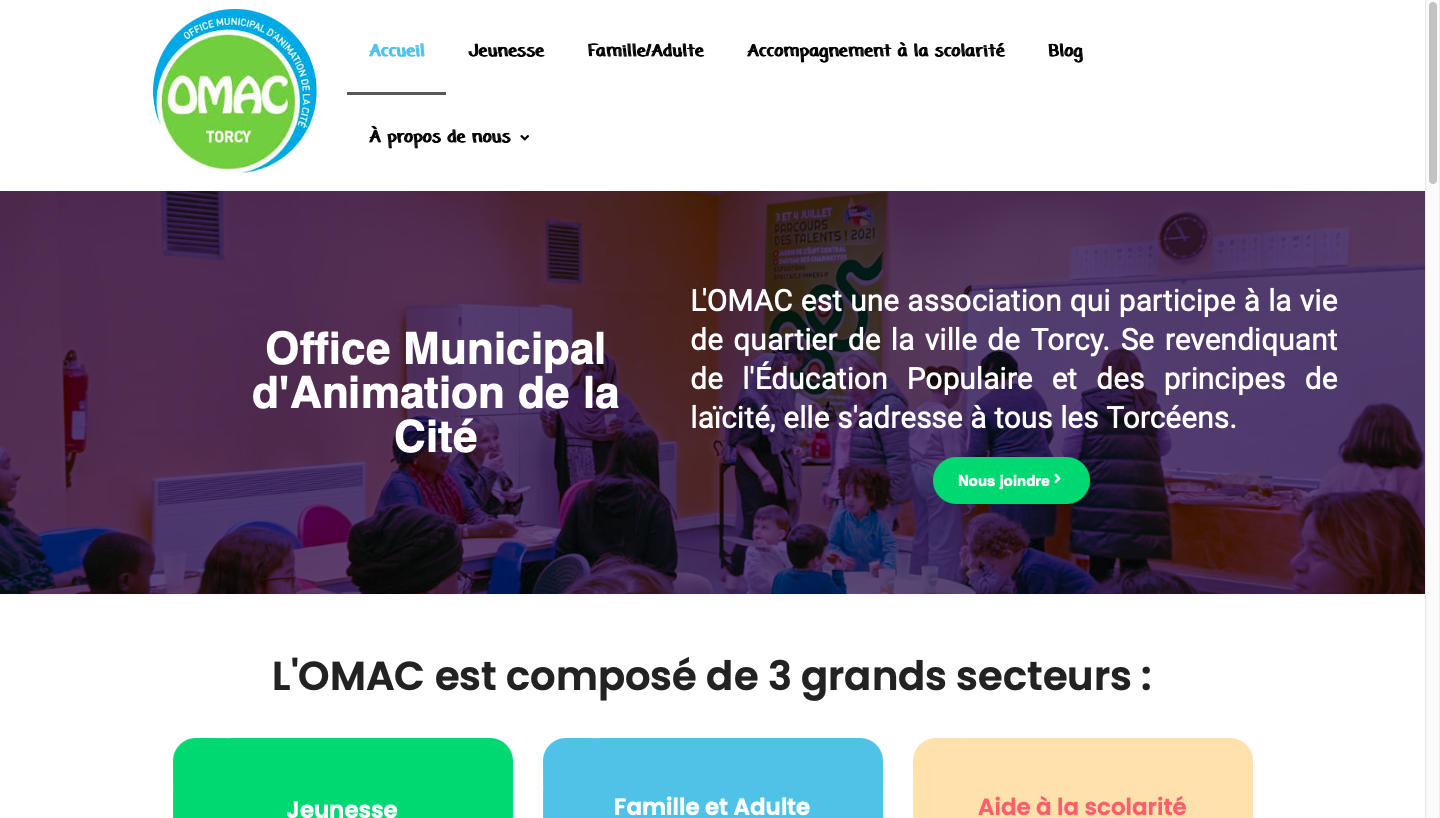 OFFICE MUNICIPAL D'ANIMATION DE LA CITÉ
OMAC
TORCY
Accueil
Jeunesse
Famille/Adulte
Accompagnement à la scolarité
Blog
À propos de nous
3 ET 4 JUILLET
PARCOURS
DES TALENTS ! 2021
Office Municipal
d'Animation de la
Cité
L'OMAC est une association qui participe à la vie
de quartier de la ville de Torcy. Se revendiquant
de l'Éducation Populaire et des principes de
laïcité, elle s'adresse à tous les Torcéens.
Nous joindre
L'OMAC est composé de 3 grands secteurs :
Jeunesse
Famille et Adulte
Aide à la scolarité